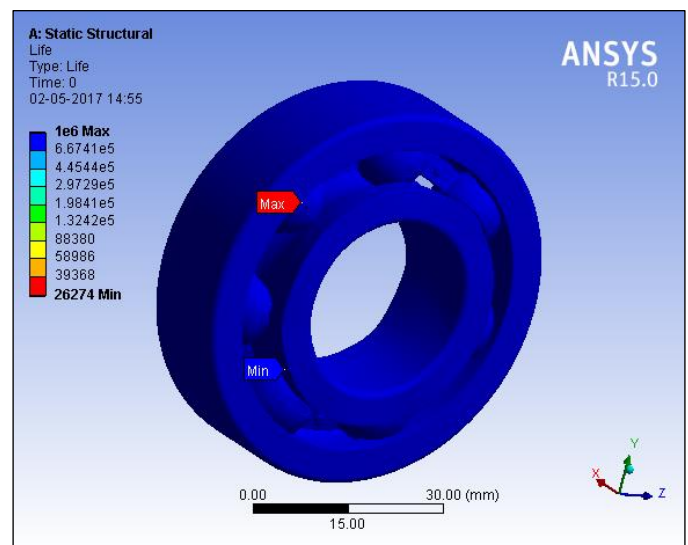 A: Static Structural
Life
Type: Life
Time: 0
02-05-2017 14:55
ANSYS
R15.0
1e6 Max
6.6741e5
4.4544e5
2.9729e5
1.9841e5
1.3242e5
88380
58986
39368
26274 Min
Max
Min
0.00 30.00 (mm)
15.00
Y
X
Z